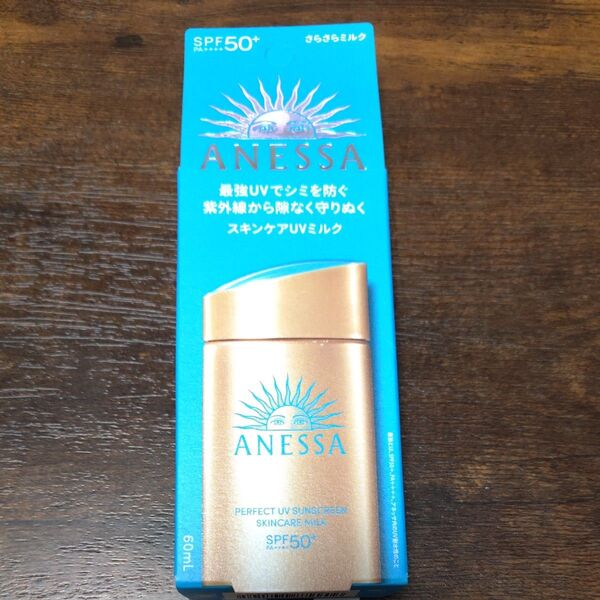 SPF50+
PA++++
さらさらミルク
ANESSA
最強UVでシミを防ぐ
紫外線から隙なく守りぬく
スキンケアUVミルク
ANESSA
PERFECT UV SUNSCREEN
SKINCARE MILK
SPF50+
PA++++
60mL